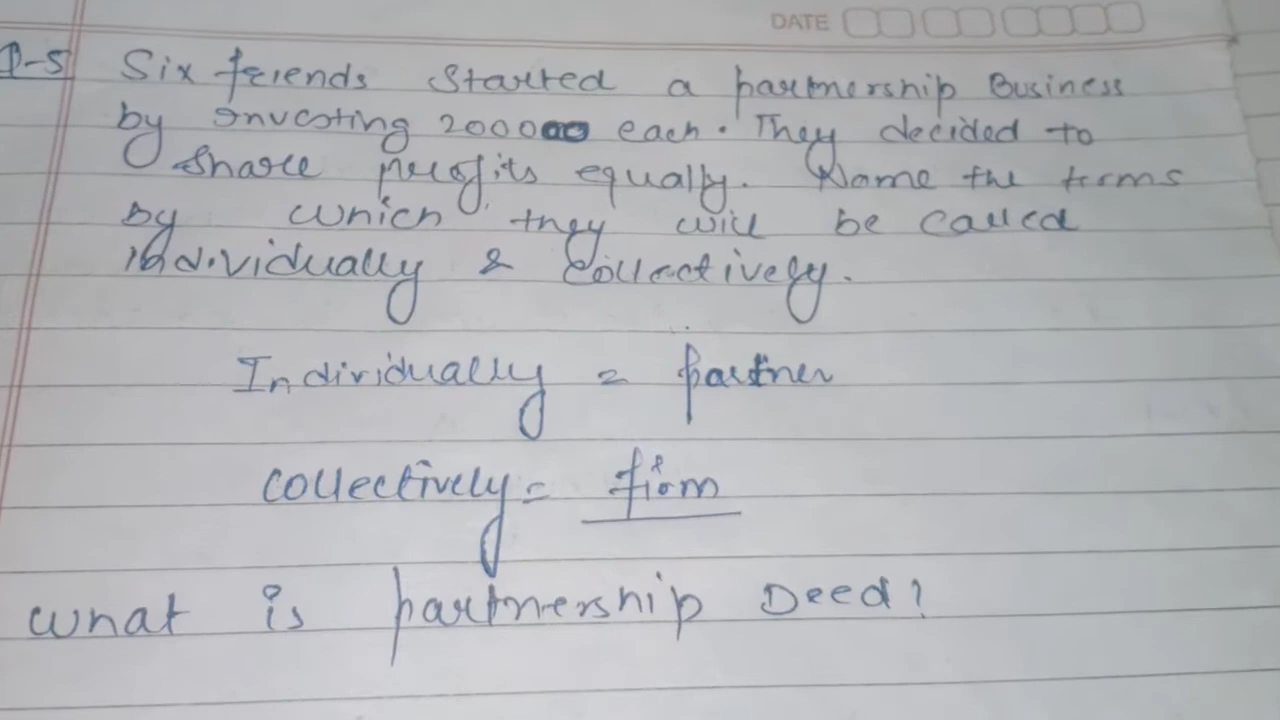 DATE
Q-5 Six friends started a partnership Business
by Investing 200000 each. They decided to
share profits equally. Name the terms
by which they will be called
individually & collectively.
Individually = partner
collectively = firm
what is partnership Deed?